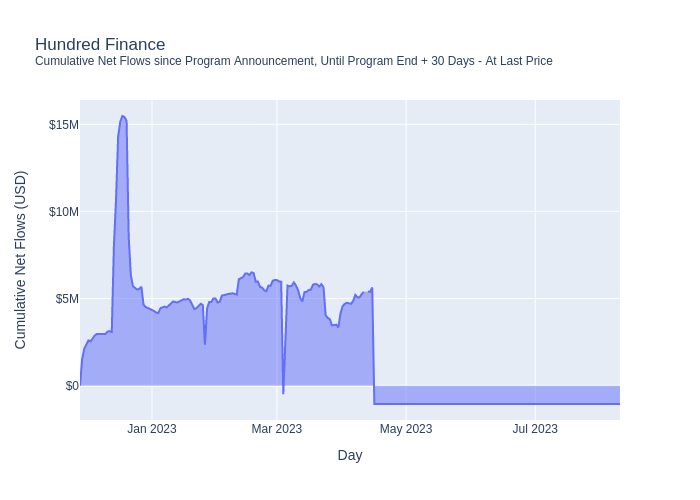 Hundred Finance
Cumulative Net Flows since Program Announcement, Until Program End + 30 Days - At Last Price
Cumulative Net Flows (USD)
$15M
$10M
$5M
$0
Jan 2023
Mar 2023
May 2023
Jul 2023
Day